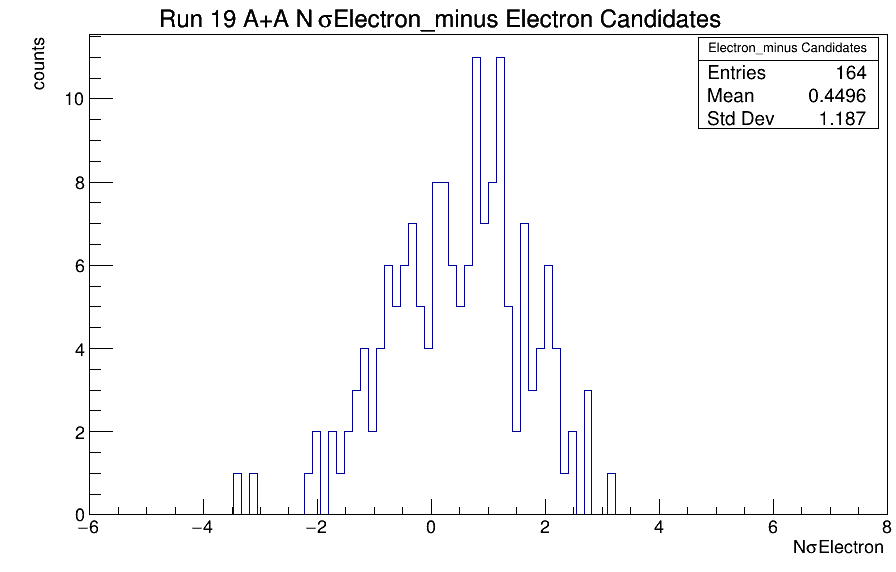 Run 19 A+A N σElectron_minus Electron Candidates
counts
Electron_minus Candidates
Entries 164
Mean 0.4496
Std Dev 1.187
10
8
6
4
2
0
−6 −4 −2 0 2 4 6 8
NσElectron